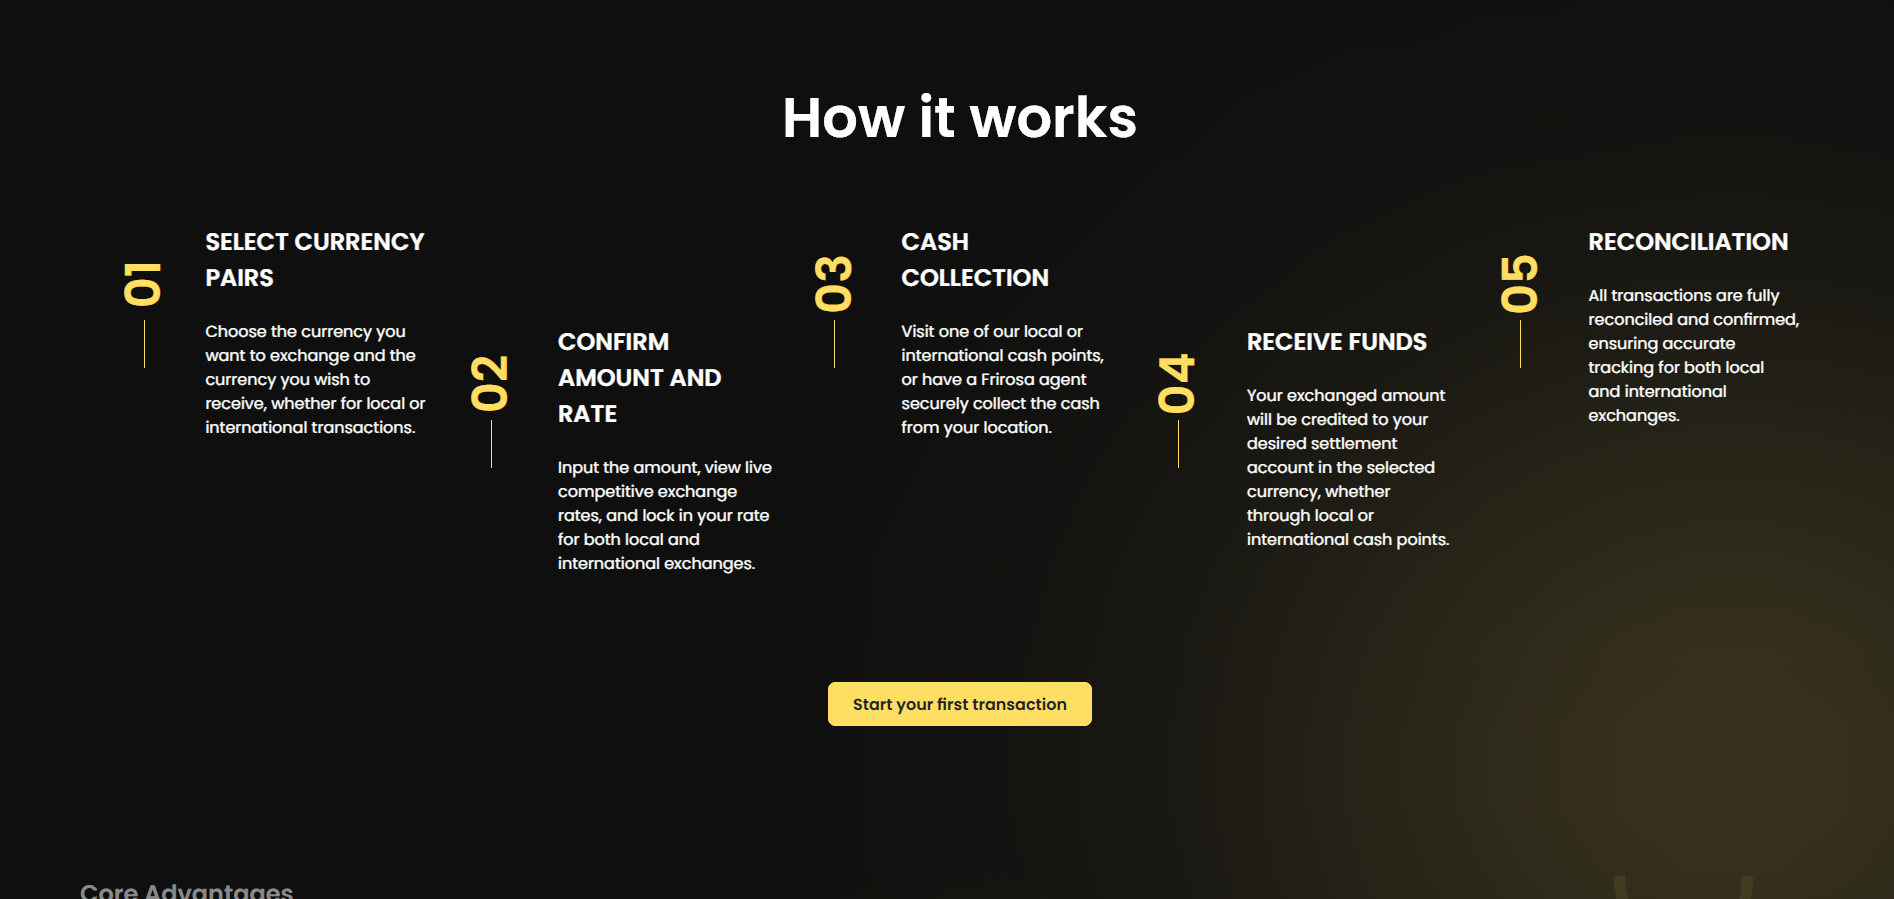 How it works
01
SELECT CURRENCY
PAIRS
Choose the currency you
want to exchange and the
currency you wish to
receive, whether for local or
international transactions.
02
CONFIRM
AMOUNT AND
RATE
Input the amount, view live
competitive exchange
rates, and lock in your rate
for both local and
international exchanges.
03
CASH
COLLECTION
Visit one of our local or
international cash points,
or have a Frirosa agent
securely collect the cash
from your location.
04
RECEIVE FUNDS
Your exchanged amount
will be credited to your
desired settlement
account in the selected
currency, whether
through local or
international cash points.
05
RECONCILIATION
All transactions are fully
reconciled and confirmed,
ensuring accurate
tracking for both local
and international
exchanges.
Start your first transaction
Core Advantages